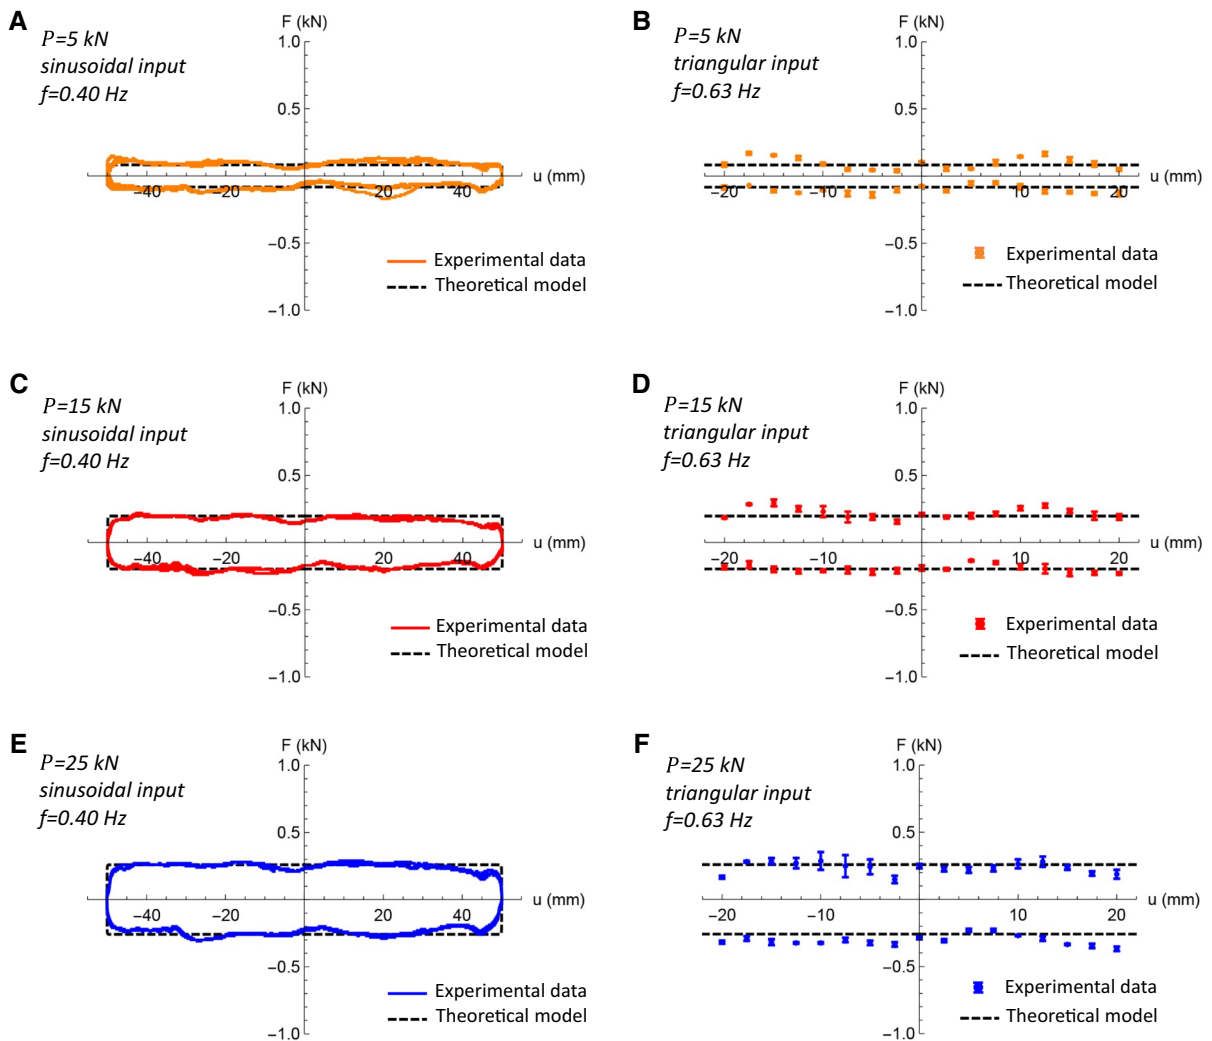 A
P=5 kN
sinusoidal input
f=0.40 Hz
F (kN)
1.0
0.5
−0.5
−1.0
−40
−20
20
40
u (mm)
Experimental data
Theoretical model
B
P=5 kN
triangular input
f=0.63 Hz
F (kN)
1.0
0.5
−0.5
−1.0
−20
−10
10
20
u (mm)
Experimental data
Theoretical model
C
P=15 kN
sinusoidal input
f=0.40 Hz
F (kN)
1.0
0.5
−0.5
−1.0
−40
−20
20
40
u (mm)
Experimental data
Theoretical model
D
P=15 kN
triangular input
f=0.63 Hz
F (kN)
1.0
0.5
−0.5
−1.0
−20
−10
10
20
u (mm)
Experimental data
Theoretical model
E
P=25 kN
sinusoidal input
f=0.40 Hz
F (kN)
1.0
0.5
−0.5
−1.0
−40
−20
20
40
u (mm)
Experimental data
Theoretical model
F
P=25 kN
triangular input
f=0.63 Hz
F (kN)
1.0
0.5
−0.5
−1.0
−20
−10
10
20
u (mm)
Experimental data
Theoretical model